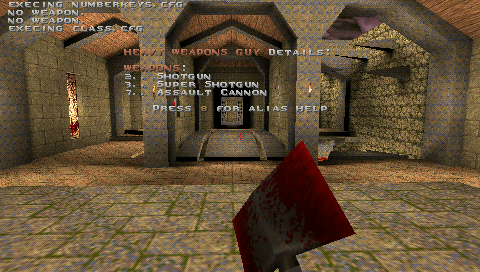 EXECING NUMBERKEYS.CFG
NO WEAPON.
NO WEAPON.
EXECING CLASS.CFG
HEAVY WEAPONS GUY DETAILS:
WEAPONS:
2. SHOTGUN
3. SUPER SHOTGUN
7. ASSAULT CANNON
PRESS 8 FOR ALIAS HELP